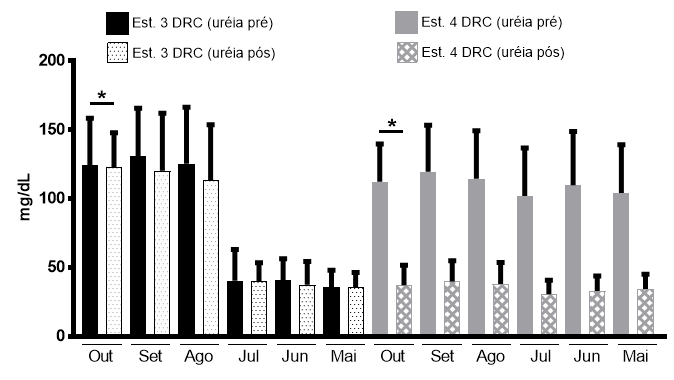 Est. 3 DRC (uréia pré)
Est. 4 DRC (uréia pré)
Est. 3 DRC (uréia pós)
Est. 4 DRC (uréia pós)
200
150
100
50
0
mg/dL
*
*
Out Set Ago Jul Jun Mai Out Set Ago Jul Jun Mai